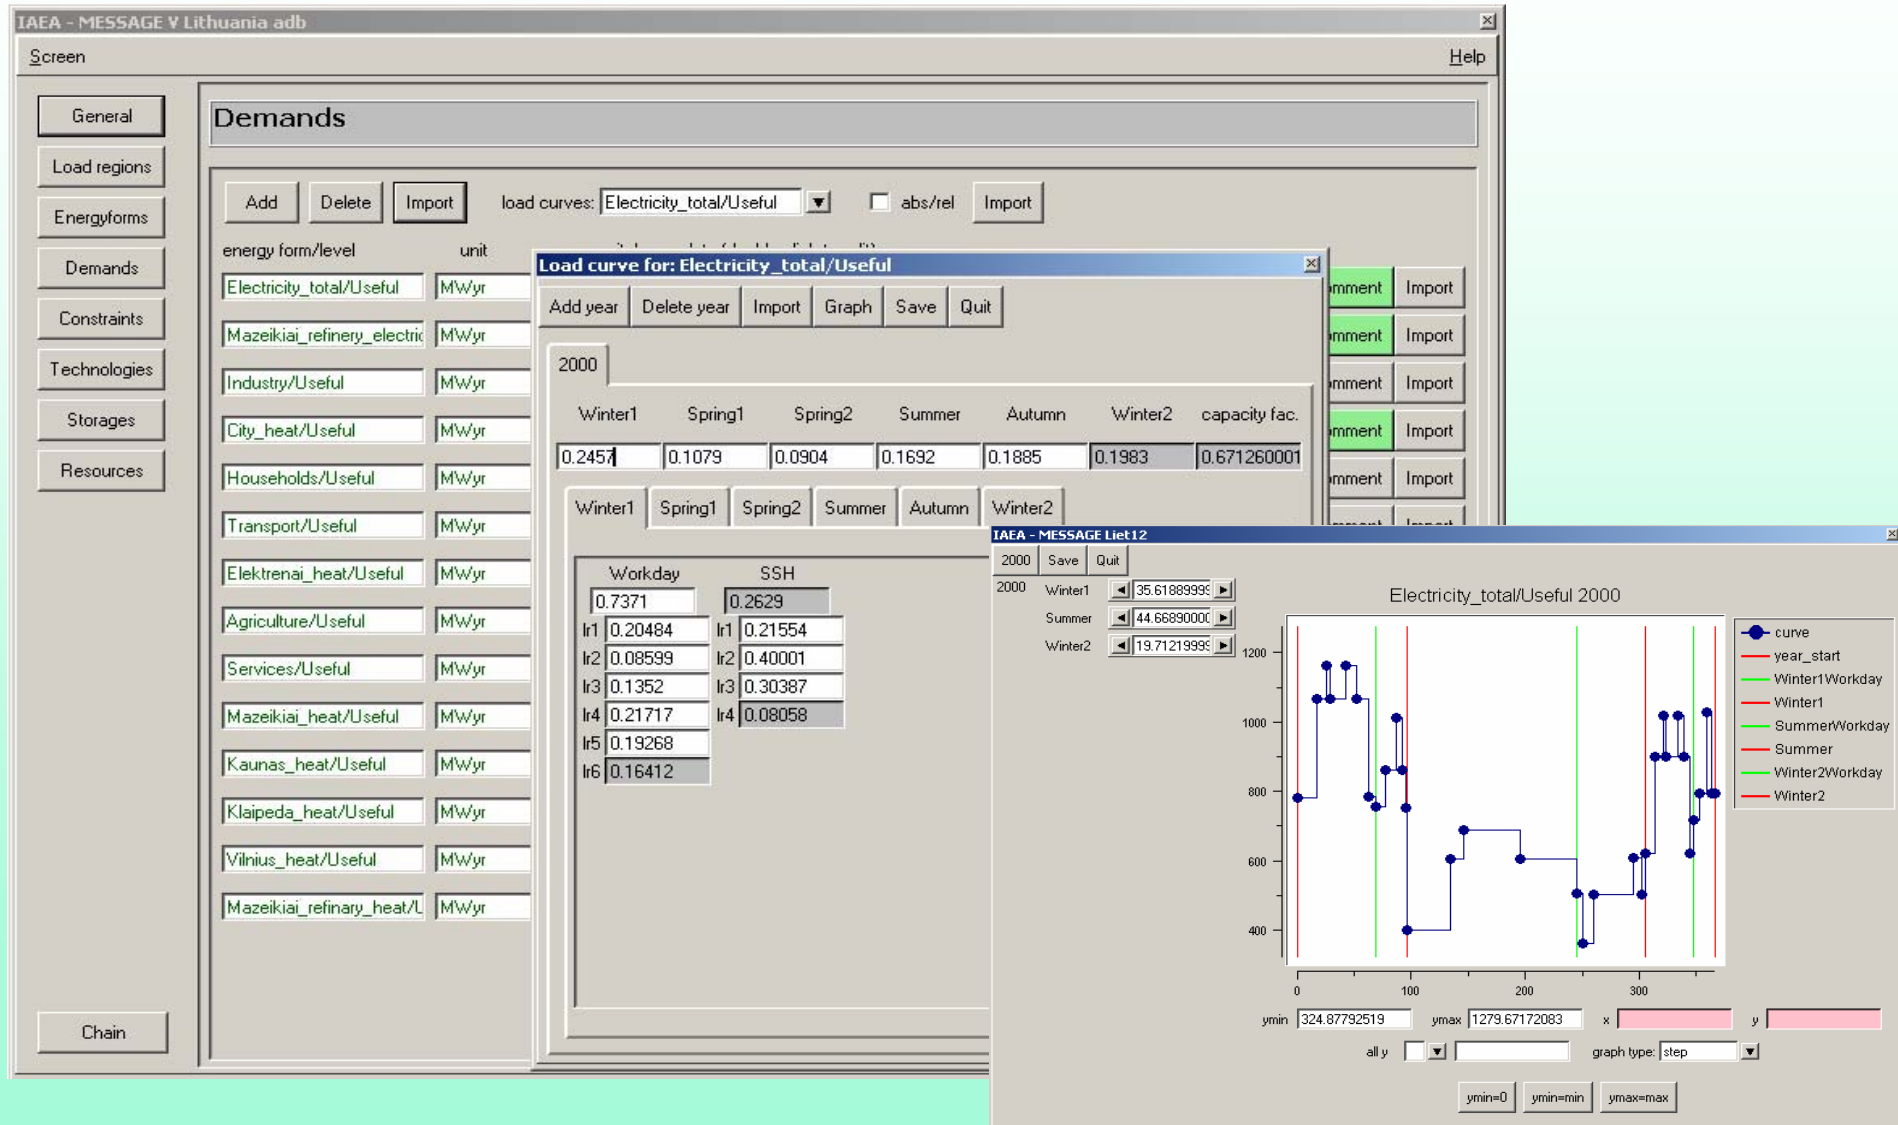 IAEA - MESSAGE V Lithuania adb
Screen Help
General
Load regions
Energyforms
Demands
Constraints
Technologies
Storages
Resources
Chain
Demands
Add Delete Import load curves: Electricity_total/Useful abs/rel Import
energy form/level unit
Electricity_total/Useful MWyr mment Import
Mazeikiai_refinery_electric MWyr mment Import
Industry/Useful MWyr mment Import
City_heat/Useful MWyr mment Import
Households/Useful MWyr mment Import
Transport/Useful MWyr
Elektrenai_heat/Useful MWyr
Agriculture/Useful MWyr
Services/Useful MWyr
Mazeikiai_heat/Useful MWyr
Kaunas_heat/Useful MWyr
Klaipeda_heat/Useful MWyr
Vilnius_heat/Useful MWyr
Mazeikiai_refinary_heat/U MWyr
Load curve for: Electricity_total/Useful
Add year Delete year Import Graph Save Quit
2000
Winter1 Spring1 Spring2 Summer Autumn Winter2 capacity fac.
0.2457 0.1079 0.0904 0.1692 0.1885 0.1983 0.671260001
Winter1 Spring1 Spring2 Summer Autumn Winter2
Workday SSH
0.7371 0.2629
lr1 0.20484 lr1 0.21554
lr2 0.08599 lr2 0.40001
lr3 0.1352 lr3 0.30387
lr4 0.21717 lr4 0.08058
lr5 0.19268
lr6 0.16412
IAEA - MESSAGE Liet12
2000 Save Quit
2000 Winter1 35.61889999
Summer 44.66890000
Winter2 19.71219999
Electricity_total/Useful 2000
1200
1000
800
600
400
0 100 200 300
curve
year_start
Winter1Workday
Winter1
SummerWorkday
Summer
Winter2Workday
Winter2
ymin 324.87792519 ymax 1279.67172083 x y
all y graph type: step
ymin=0 ymin=min ymax=max